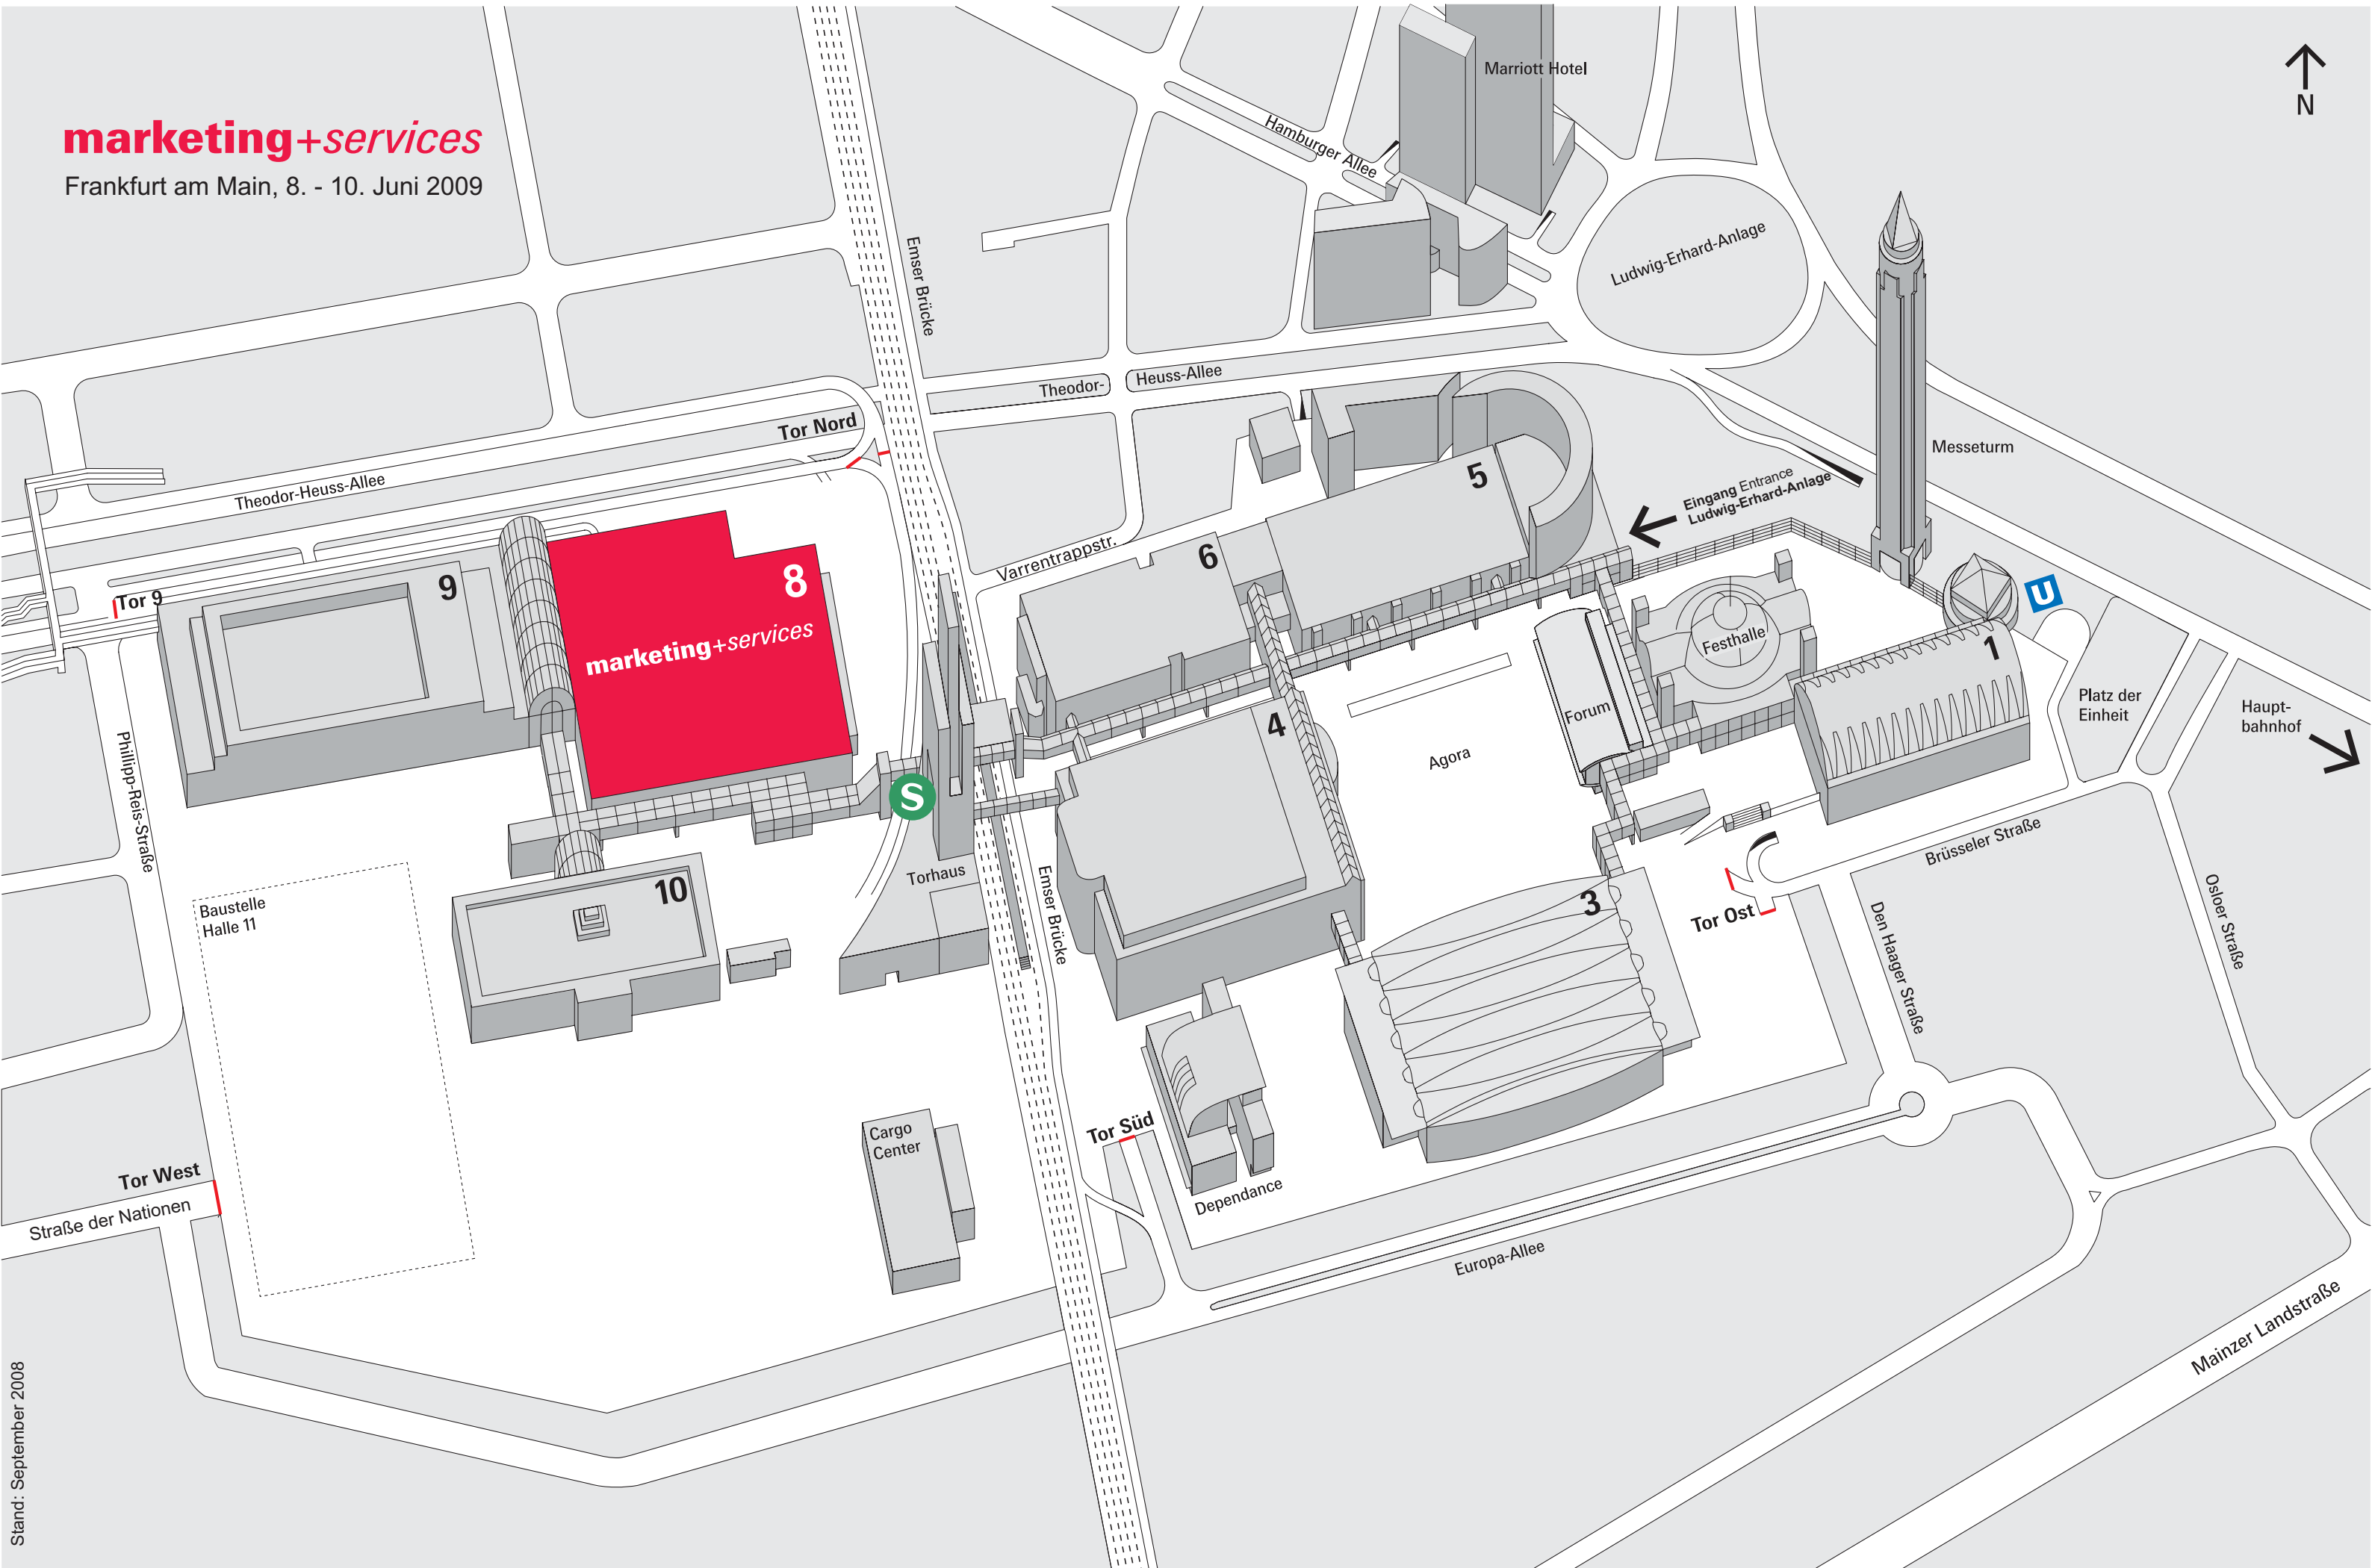 marketing+services
Frankfurt am Main, 8. - 10. Juni 2009
Marriott Hotel
N
Hamburger Allee
Ludwig-Erhard-Anlage
Emser Brücke
Theodor-
Heuss-Allee
Tor Nord
Theodor-Heuss-Allee
Messeturm
Eingang Entrance
Ludwig-Erhard-Anlage
5
6
Varrentrappstr.
9
8
marketing+services
Tor 9
U
Festhalle
1
Platz der
Einheit
Haupt-
bahnhof
Forum
4
Agora
S
Phillipp-Reis-Straße
Torhaus
Emser Brücke
10
Baustelle
Halle 11
3
Tor Ost
Brüsseler Straße
Den Haager Straße
Osloer Straße
Cargo
Center
Tor Süd
Dependance
Tor West
Straße der Nationen
Europa-Allee
Mainzer Landstraße
Stand: September 2008